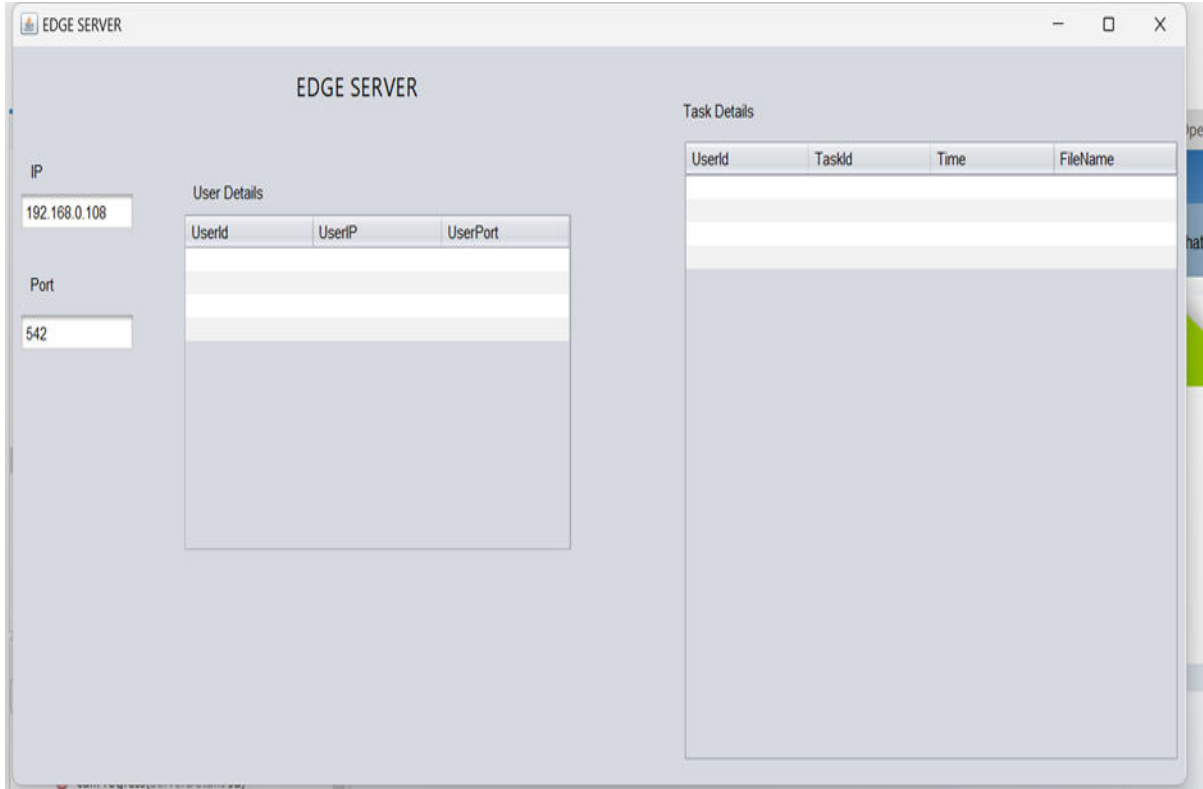 EDGE SERVER
EDGE SERVER
Task Details
UserId TaskId Time FileName
IP
User Details
192.168.0.108
UserId UserIP UserPort
Port
542